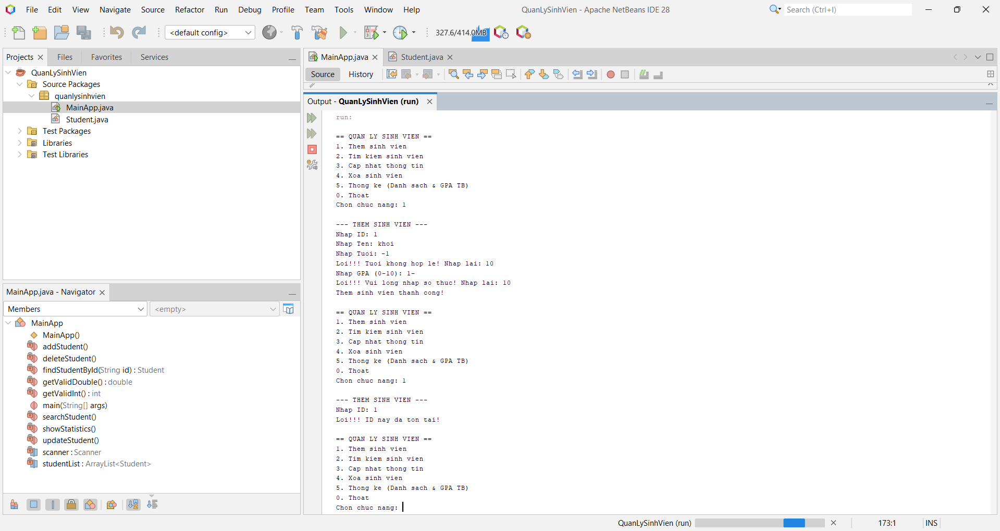 File Edit View Navigate Source Refactor Run Debug Profile Team Tools Window Help
QuanLySinhVien - Apache NetBeans IDE 28
Search (Ctrl+I)
<default config>
327.6/414.0MB
Projects Files Favorites Services
QuanLySinhVien
Source Packages
quanlysinhvien
MainApp.java
Student.java
Test Packages
Libraries
Test Libraries
MainApp.java - Navigator
Members <empty>
MainApp
MainApp()
addStudent()
deleteStudent()
findStudentById(String id) : Student
getValidDouble() : double
getValidInt() : int
main(String[] args)
searchStudent()
showStatistics()
updateStudent()
scanner : Scanner
studentList : ArrayList<Student>
MainApp.java Student.java
Source History
Output - QuanLySinhVien (run)
run:
== QUAN LY SINH VIEN ==
1. Them sinh vien
2. Tim kiem sinh vien
3. Cap nhat thong tin
4. Xoa sinh vien
5. Thong ke (Danh sach & GPA TB)
0. Thoat
Chon chuc nang: 1
--- THEM SINH VIEN ---
Nhap ID: 1
Nhap Ten: khoi
Nhap Tuoi: -1
Loi!!! Tuoi khong hop le! Nhap lai: 10
Nhap GPA (0-10): 1-
Loi!!! Vui long nhap so thuc! Nhap lai: 10
Them sinh vien thanh cong!
== QUAN LY SINH VIEN ==
1. Them sinh vien
2. Tim kiem sinh vien
3. Cap nhat thong tin
4. Xoa sinh vien
5. Thong ke (Danh sach & GPA TB)
0. Thoat
Chon chuc nang: 1
--- THEM SINH VIEN ---
Nhap ID: 1
Loi!!! ID nay da ton tai!
== QUAN LY SINH VIEN ==
1. Them sinh vien
2. Tim kiem sinh vien
3. Cap nhat thong tin
4. Xoa sinh vien
5. Thong ke (Danh sach & GPA TB)
0. Thoat
Chon chuc nang:
QuanLySinhVien (run)
173:1
INS